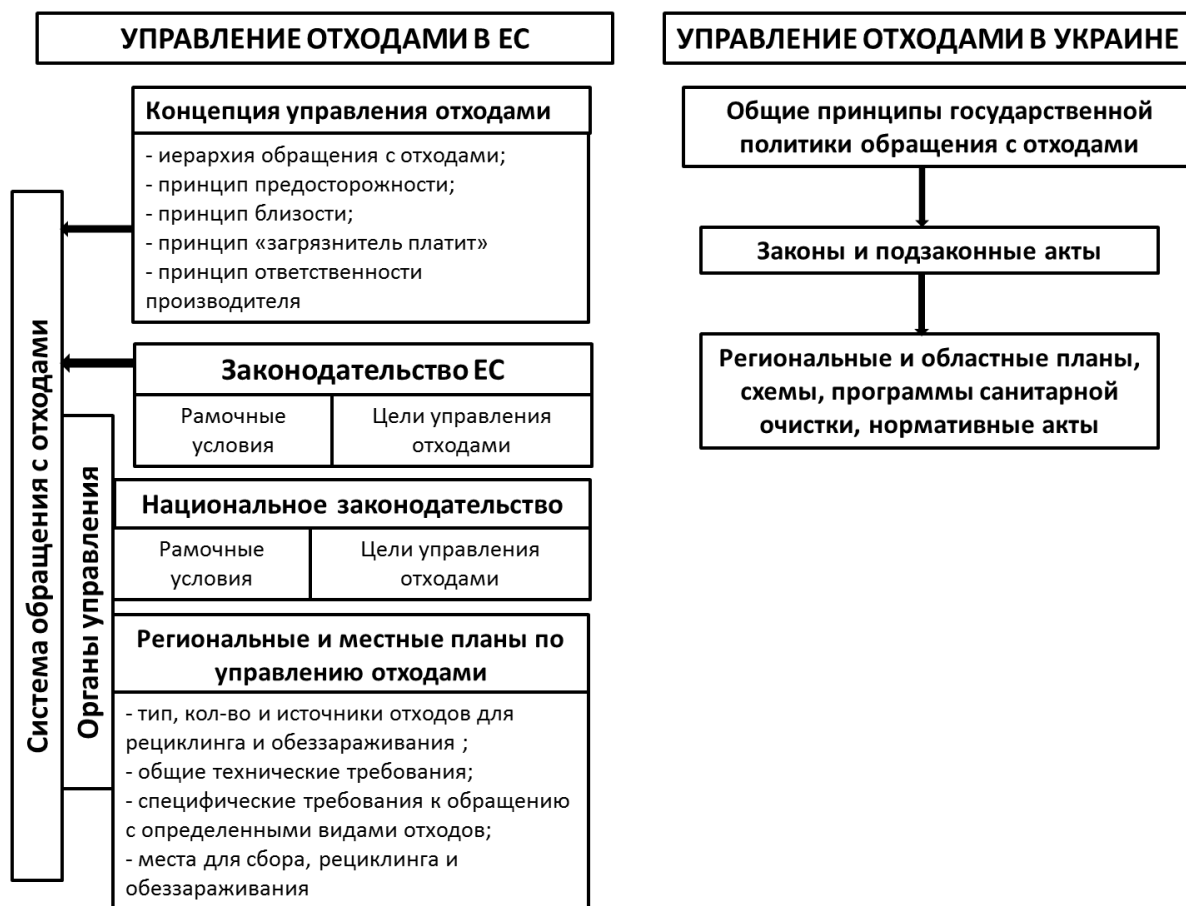 УПРАВЛЕНИЕ ОТХОДАМИ В ЕС
Концепция управления отходами
- иерархия обращения с отходами;
- принцип предосторожности;
- принцип близости;
- принцип «загрязнитель платит»
- принцип ответственности
производителя
Система обращения с отходами
Законодательство ЕС
Рамочные
условия
Цели управления
отходами
Органы управления
Национальное законодательство
Рамочные
условия
Цели управления
отходами
Региональные и местные планы по
управлению отходами
- тип, кол-во и источники отходов для
рециклинга и обеззараживания ;
- общие технические требования;
- специфические требования к обращению
с определенными видами отходов;
- места для сбора, рециклинга и
обеззараживания
УПРАВЛЕНИЕ ОТХОДАМИ В УКРАИНЕ
Общие принципы государственной
политики обращения с отходами
Законы и подзаконные акты
Региональные и областные планы,
схемы, программы санитарной
очистки, нормативные акты